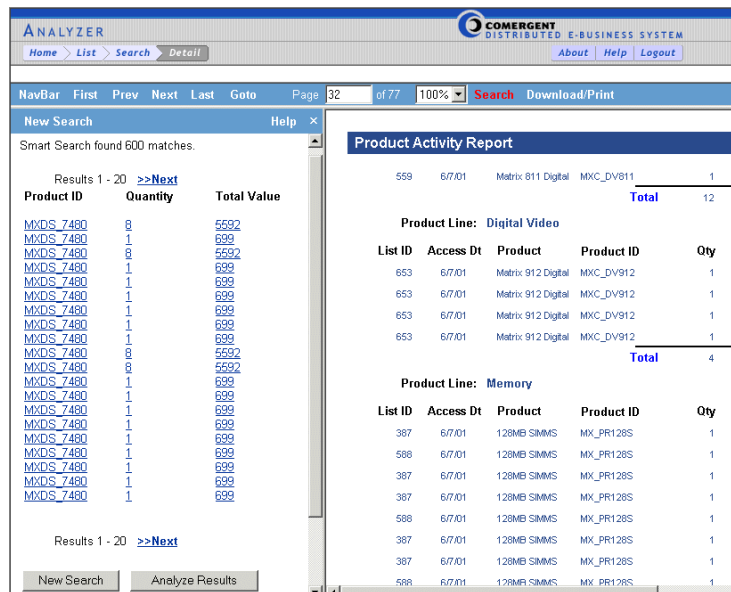 ANALYZER
COMERGENT
DISTRIBUTED E-BUSINESS SYSTEM
Home List Search Detail
About Help Logout
NavBar First Prev Next Last Goto Page 32 of 77 100% Search Download/Print
New Search Help ×
Smart Search found 600 matches.
Results 1 - 20 >>Next
Product ID Quantity Total Value
MXDS_7480 8 5592
MXDS_7480 1 699
MXDS_7480 8 5592
MXDS_7480 1 699
MXDS_7480 1 699
MXDS_7480 1 699
MXDS_7480 1 699
MXDS_7480 1 699
MXDS_7480 1 699
MXDS_7480 8 5592
MXDS_7480 8 5592
MXDS_7480 1 699
MXDS_7480 1 699
MXDS_7480 1 699
MXDS_7480 1 699
MXDS_7480 1 699
MXDS_7480 1 699
MXDS_7480 1 699
MXDS_7480 1 699
MXDS_7480 1 699
Results 1 - 20 >>Next
New Search Analyze Results
Product Activity Report
559 6/7/01 Matrix 811 Digital MXC_DV811 1
Total 12
Product Line: Digital Video
List ID Access Dt Product Product ID Qty
653 6/7/01 Matrix 912 Digital MXC_DV912 1
653 6/7/01 Matrix 912 Digital MXC_DV912 1
653 6/7/01 Matrix 912 Digital MXC_DV912 1
653 6/7/01 Matrix 912 Digital MXC_DV912 1
Total 4
Product Line: Memory
List ID Access Dt Product Product ID Qty
387 6/7/01 128MB SIMMS MX_PR128S 1
588 6/7/01 128MB SIMMS MX_PR128S 1
387 6/7/01 128MB SIMMS MX_PR128S 1
387 6/7/01 128MB SIMMS MX_PR128S 1
588 6/7/01 128MB SIMMS MX_PR128S 1
387 6/7/01 128MB SIMMS MX_PR128S 1
387 6/7/01 128MB SIMMS MX_PR128S 1
588 6/7/01 128MB SIMMS MX_PR128S 1